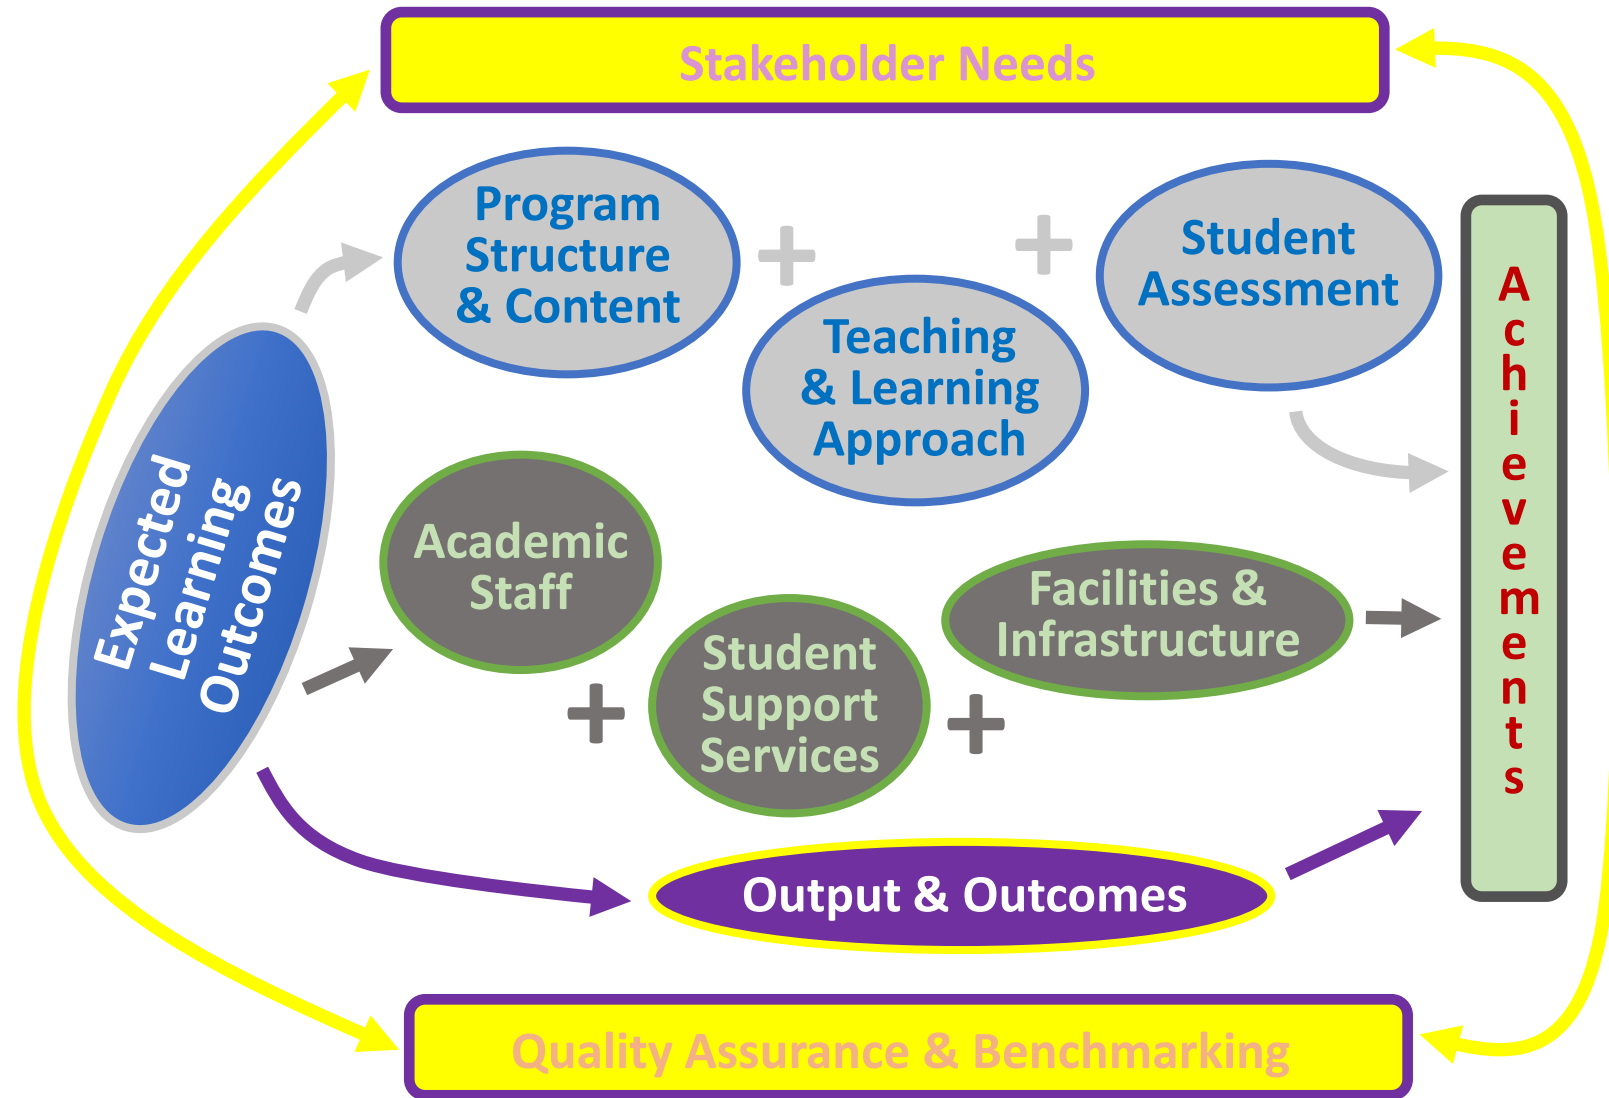 Stakeholder Needs
Program
Structure
& Content
+
Teaching
& Learning
Approach
+
Student
Assessment
Expected
Learning
Outcomes
Academic
Staff
+
Student
Support
Services
+
Facilities &
Infrastructure
Output & Outcomes
Achievements
Quality Assurance & Benchmarking